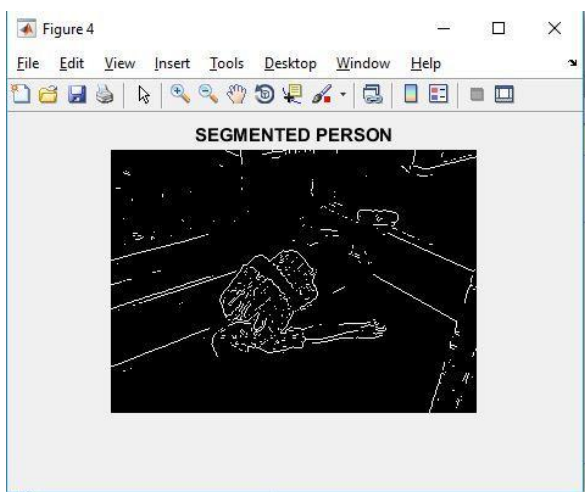 Figure 4
File Edit View Insert Tools Desktop Window Help
SEGMENTED PERSON